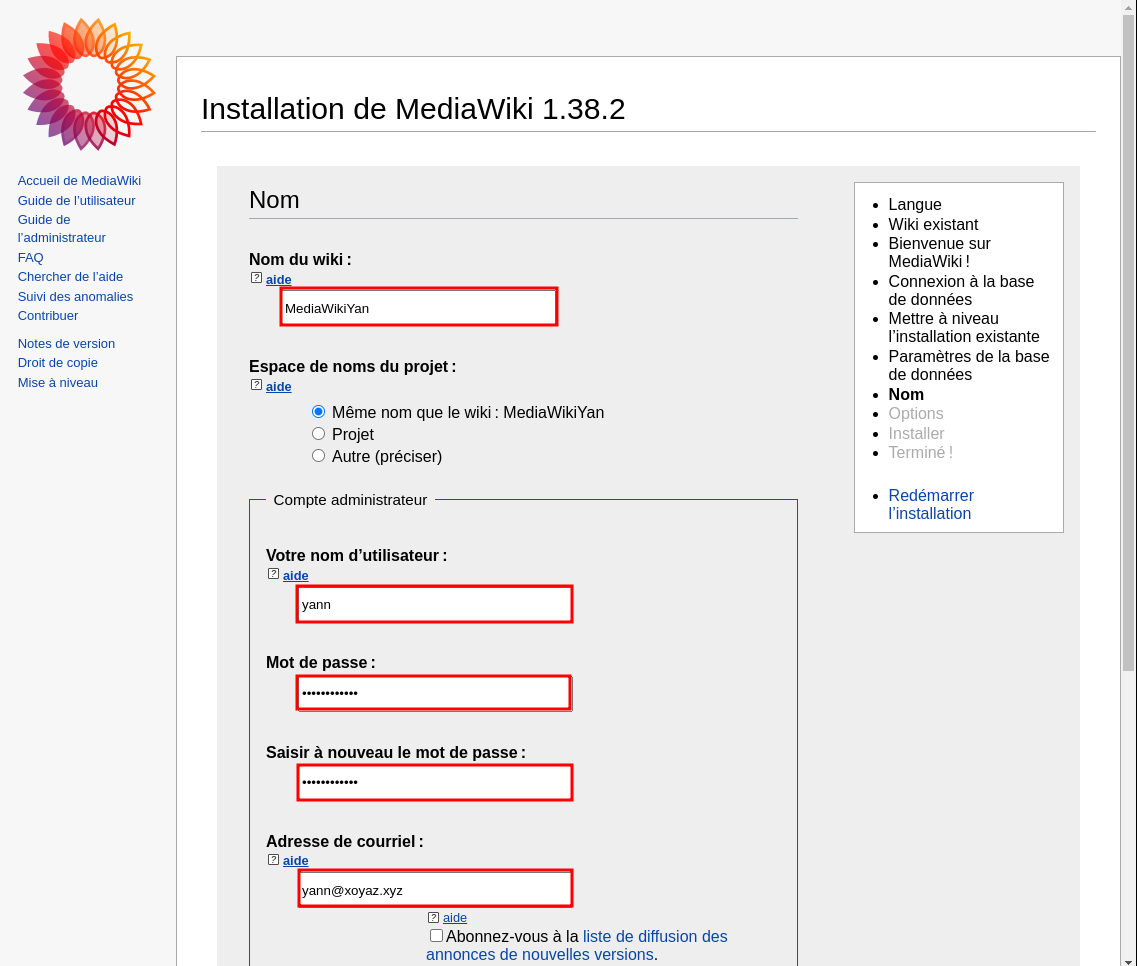 Accueil de MediaWiki
Guide de l’utilisateur
Guide de
l’administrateur
FAQ
Chercher de l’aide
Suivi des anomalies
Contribuer
Notes de version
Droit de copie
Mise à niveau
Installation de MediaWiki 1.38.2
Nom
Nom du wiki :
? aide
MediaWikiYan
Espace de noms du projet :
? aide
Même nom que le wiki : MediaWikiYan
Projet
Autre (préciser)
Compte administrateur
Votre nom d’utilisateur :
? aide
yann
Mot de passe :
••••••••••••
Saisir à nouveau le mot de passe :
••••••••••••
Adresse de courriel :
? aide
yann@xoyaz.xyz
? aide
Abonnez-vous à la liste de diffusion des
annonces de nouvelles versions.
Langue
Wiki existant
Bienvenue sur
MediaWiki !
Connexion à la base
de données
Mettre à niveau
l’installation existante
Paramètres de la base
de données
Nom
Options
Installer
Terminé !
Redémarrer
l’installation